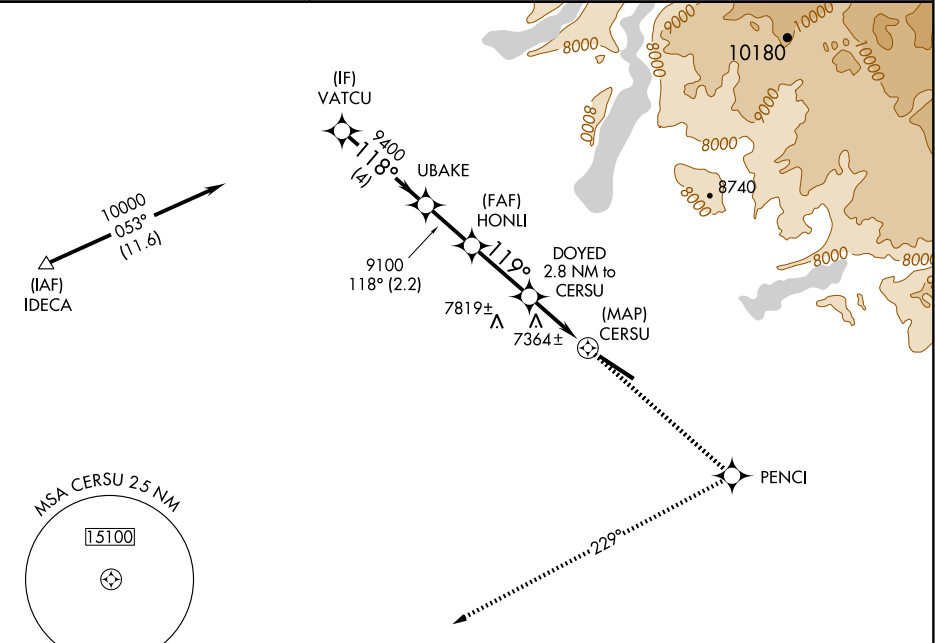 8000
9000
10000
10180
10000
8000
9000
8000
8000
8740
8000
8000
8000
(IF)
VATCU
9400
118°
(4)
UBAKE
(FAF)
HONLI
9100
118° (2.2)
119°
DOYED
2.8 NM to
CERSU
7819±
7364±
(MAP)
CERSU
10000
053°
(11.6)
(IAF)
IDECA
PENCI
229°
MSA CERSU 25 NM
15100